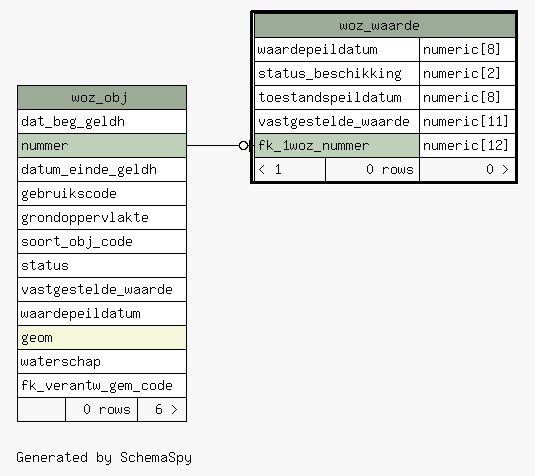 woz_waarde
waardepeildatum numeric[8]
status_beschikking numeric[2]
toestandspeildatum numeric[8]
vastgestelde_waarde numeric[11]
fk_1woz_nummer numeric[12]
< 1 0 rows 0 >
woz_obj
dat_beg_geldh
nummer
datum_einde_geldh
gebruikscode
grondoppervlakte
soort_obj_code
status
vastgestelde_waarde
waardepeildatum
geom
waterschap
fk_verantw_gem_code
0 rows 6 >
Generated by SchemaSpy